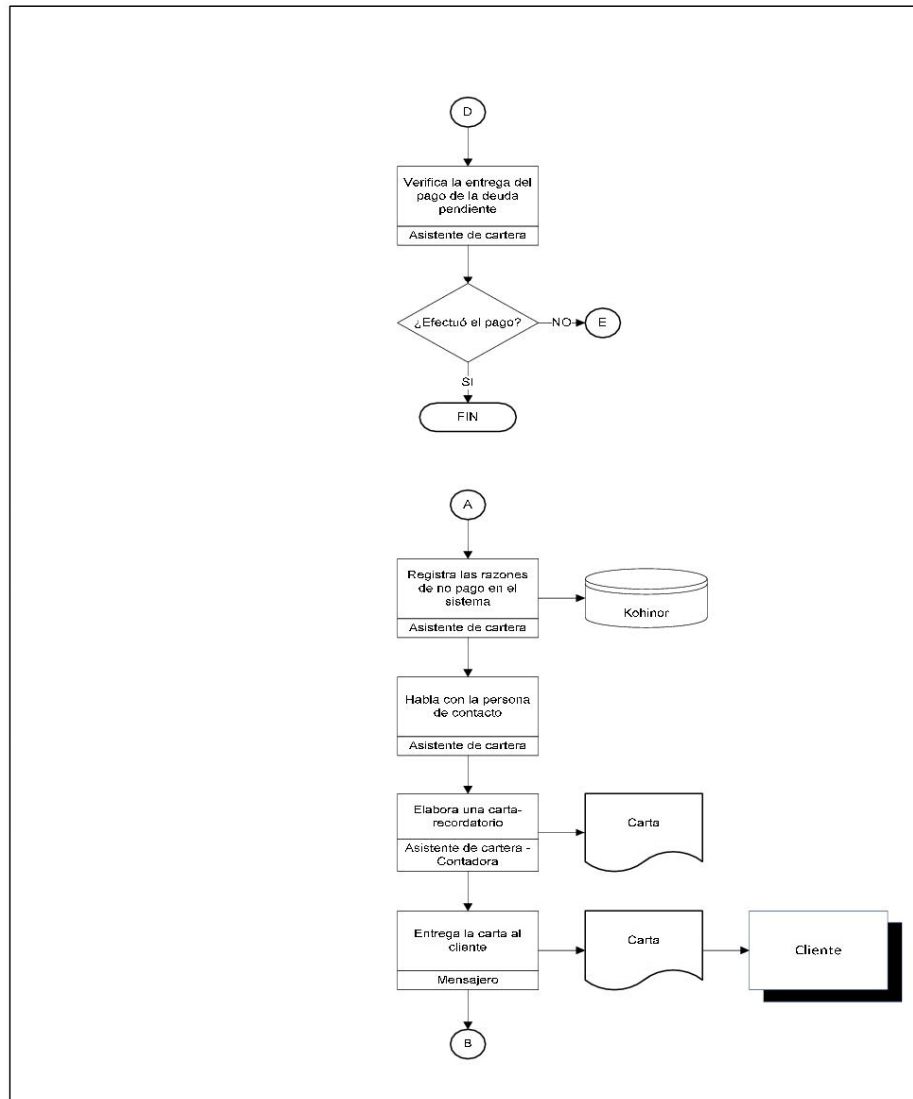 D
Verifica la entrega del
pago de la deuda
pendiente
Asistente de cartera
¿Efectuó el pago?
NO
E
SI
FIN
A
Registra las razones
de no pago en el
sistema
Asistente de cartera
Kohinor
Habla con la persona
de contacto
Asistente de cartera
Elabora una carta-
recordatorio
Asistente de cartera -
Contadora
Carta
Entrega la carta al
cliente
Mensajero
Carta
Cliente
B